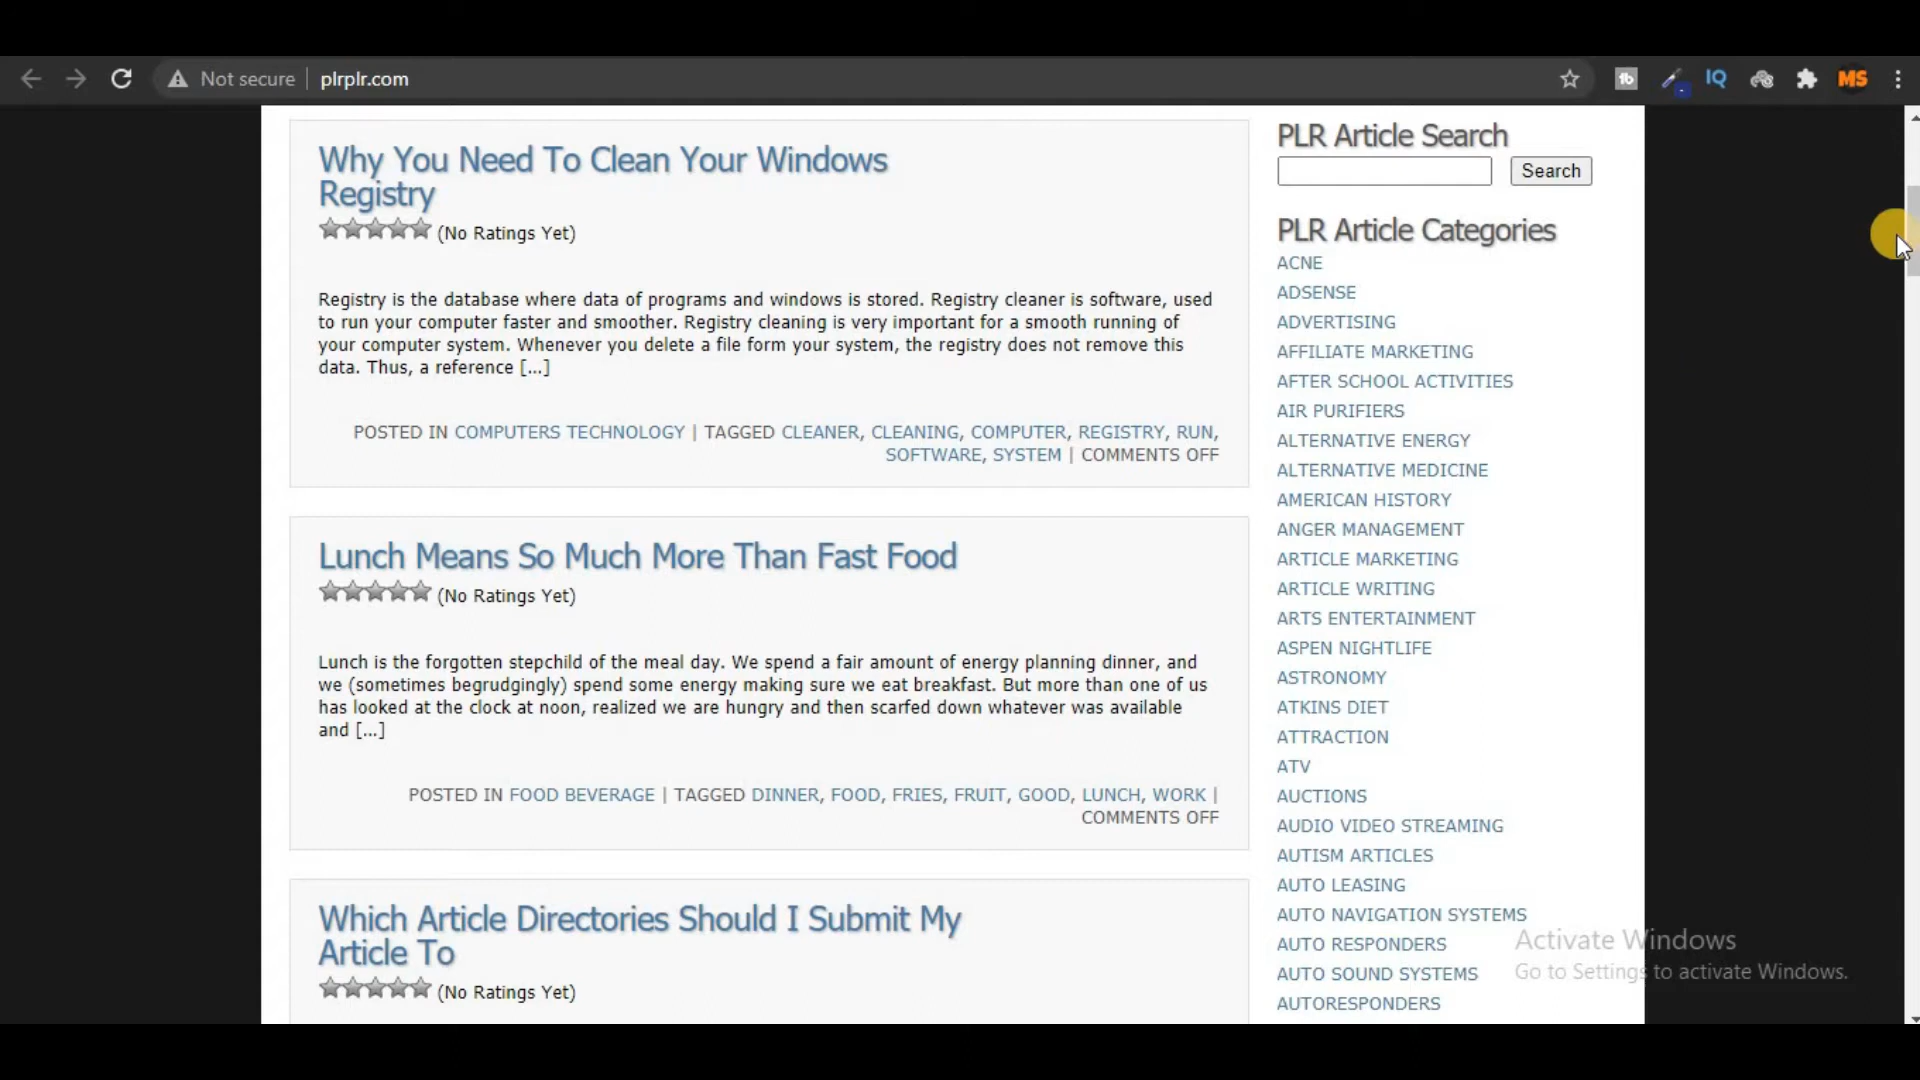 Not secure
plrplr.com
IQ
MS
Why You Need To Clean Your Windows
Registry
(No Ratings Yet)
Registry is the database where data of programs and windows is stored. Registry cleaner is software, used
to run your computer faster and smoother. Registry cleaning is very important for a smooth running of
your computer system. Whenever you delete a file form your system, the registry does not remove this
data. Thus, a reference [...]
POSTED IN COMPUTERS TECHNOLOGY | TAGGED CLEANER, CLEANING, COMPUTER, REGISTRY, RUN,
SOFTWARE, SYSTEM | COMMENTS OFF
Lunch Means So Much More Than Fast Food
(No Ratings Yet)
Lunch is the forgotten stepchild of the meal day. We spend a fair amount of energy planning dinner, and
we (sometimes begrudgingly) spend some energy making sure we eat breakfast. But more than one of us
has looked at the clock at noon, realized we are hungry and then scarfed down whatever was available
and [...]
POSTED IN FOOD BEVERAGE | TAGGED DINNER, FOOD, FRIES, FRUIT, GOOD, LUNCH, WORK |
COMMENTS OFF
Which Article Directories Should I Submit My
Article To
(No Ratings Yet)
PLR Article Search
Search
PLR Article Categories
ACNE
ADSENSE
ADVERTISING
AFFILIATE MARKETING
AFTER SCHOOL ACTIVITIES
AIR PURIFIERS
ALTERNATIVE ENERGY
ALTERNATIVE MEDICINE
AMERICAN HISTORY
ANGER MANAGEMENT
ARTICLE MARKETING
ARTICLE WRITING
ARTS ENTERTAINMENT
ASPEN NIGHTLIFE
ASTRONOMY
ATKINS DIET
ATTRACTION
ATV
AUCTIONS
AUDIO VIDEO STREAMING
AUTISM ARTICLES
AUTO LEASING
AUTO NAVIGATION SYSTEMS
AUTO RESPONDERS
AUTO SOUND SYSTEMS
AUTORESPONDERS
Activate Windows
Go to Settings to activate Windows.